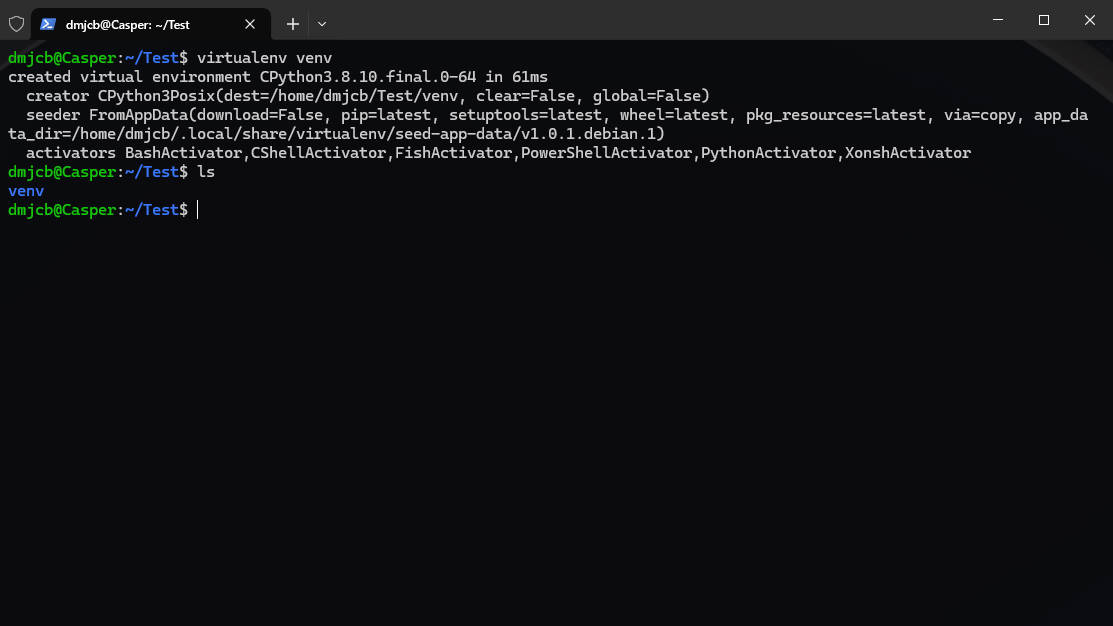 dmjcb@Casper: ~/Test
dmjcb@Casper:~/Test$ virtualenv venv
created virtual environment CPython3.8.10.final.0-64 in 61ms
  creator CPython3Posix(dest=/home/dmjcb/Test/venv, clear=False, global=False)
  seeder FromAppData(download=False, pip=latest, setuptools=latest, wheel=latest, pkg_resources=latest, via=copy, app_da
ta_dir=/home/dmjcb/.local/share/virtualenv/seed-app-data/v1.0.1.debian.1)
  activators BashActivator,CShellActivator,FishActivator,PowerShellActivator,PythonActivator,XonshActivator
dmjcb@Casper:~/Test$ ls
venv
dmjcb@Casper:~/Test$